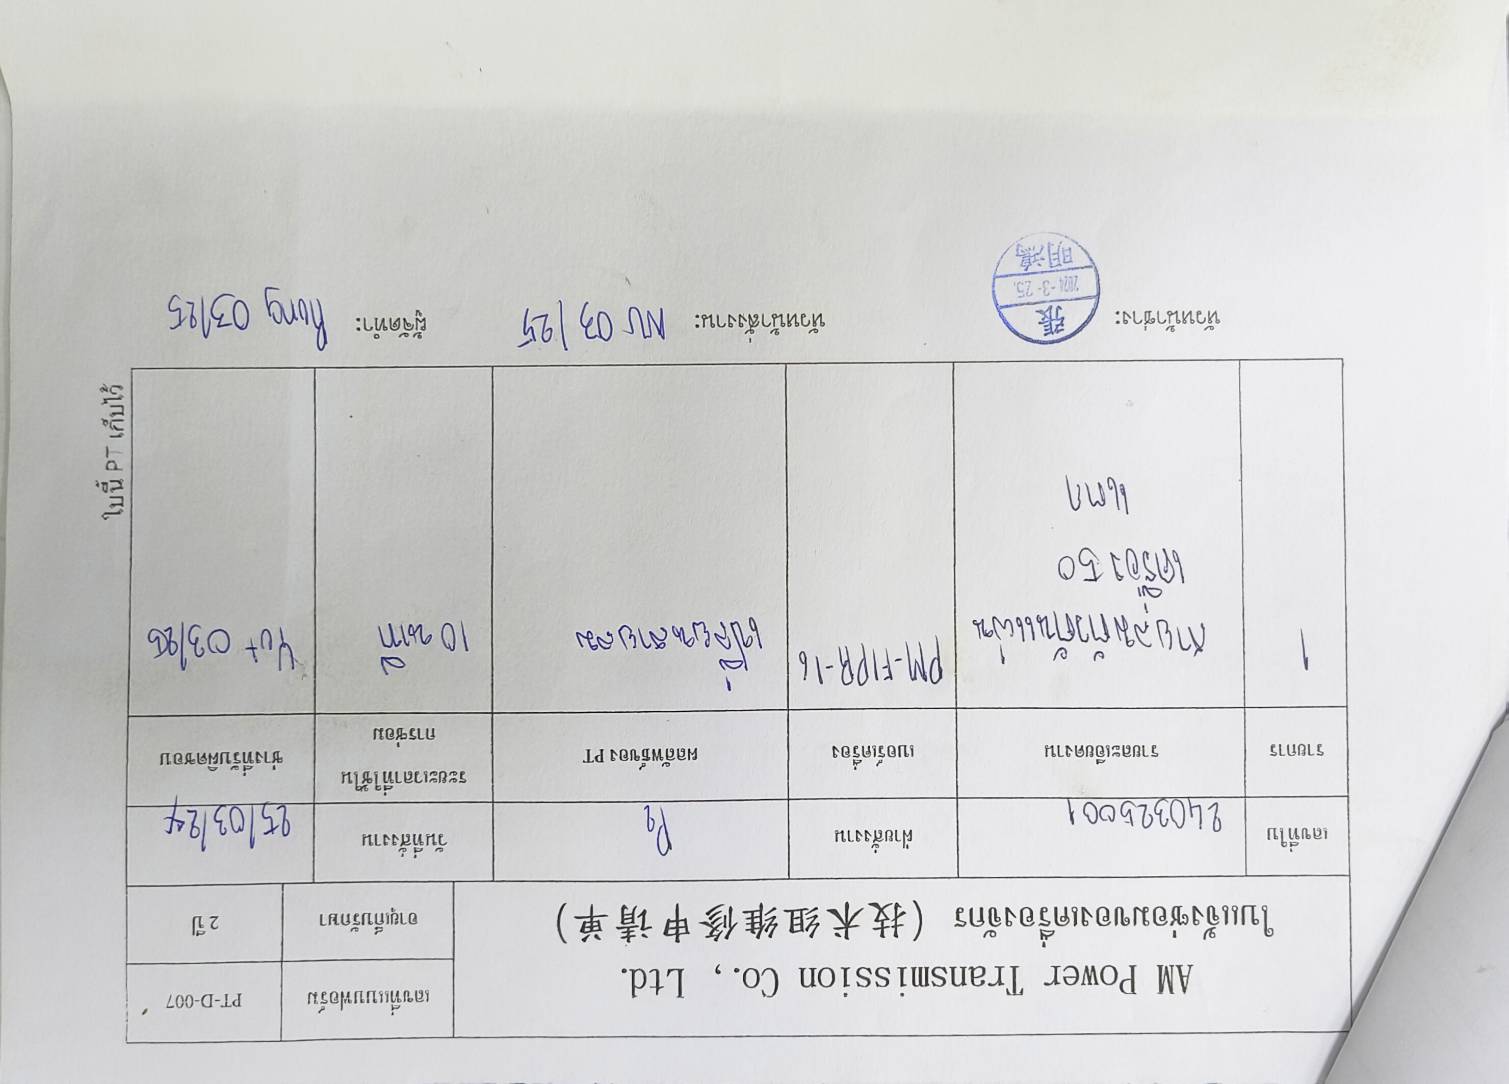 AM Power Transmission Co., Ltd.
ใบแจ้งซ่อมของเครื่องจักร (技术组维修申请单)
เลขที่แบบฟอร์ม PT-D-007
อายุเก็บรักษา 2 ปี
เลขที่ใบ 240325001 ฝ่ายสั่งงาน P2 วันที่สั่งงาน 25/03/24
รายการ รายละเอียดงาน เบอร์เครื่อง ผลลัพธ์ของ PT ระยะเวลาที่ใช้ใน
การซ่อม ช่างที่รับผิดชอบ
1 สายลมตัวดันแผ่น PM-FIPR-16 เปลี่ยนสายลม 10 นาที Yut 03/25
เครื่อง 50
แตก
ใบนี้ PT เก็บไว้
หัวหน้าช่าง: 張
2024-3-25.
明鴻
หัวหน้าสั่งงาน: NU 03/25 ผู้จัดทำ: Rung 03/25